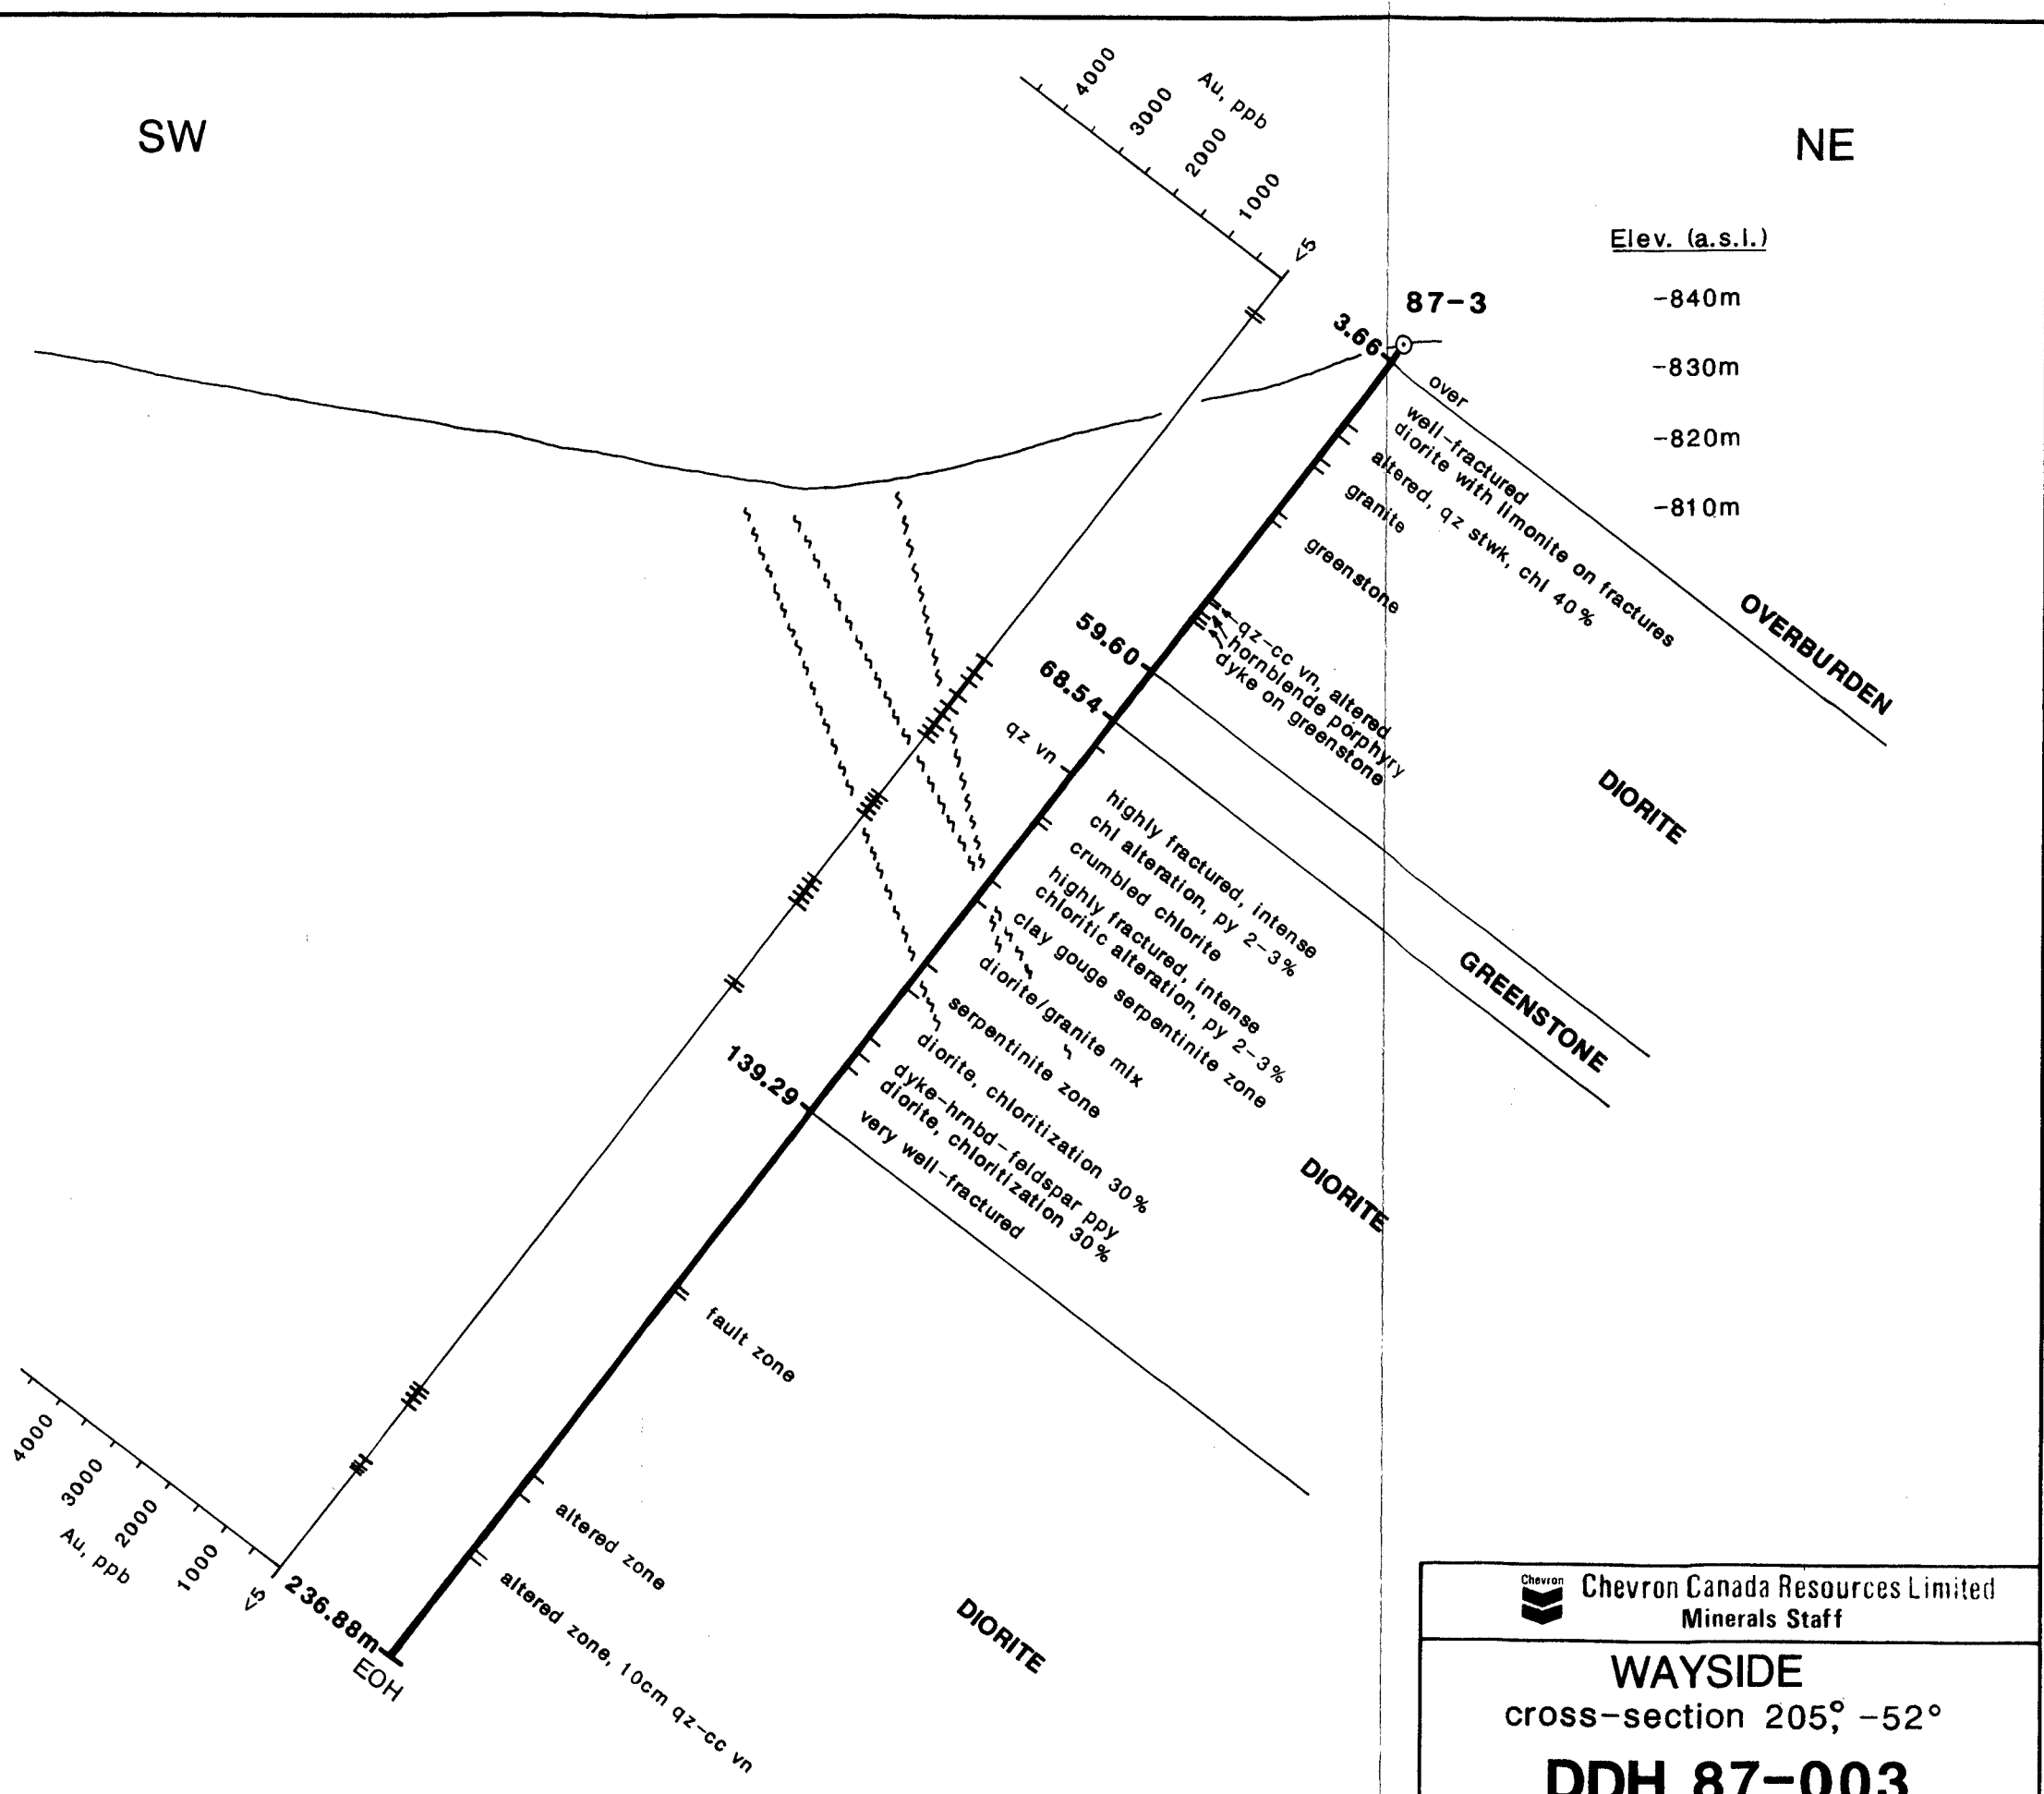 SW
NE
4000
3000
2000
1000
<5
Au, ppb
Elev. (a.s.l.)
-840m
-830m
-820m
-810m
87-3
3.66
over
well-fractured
diorite with limonite on fractures
altered, qz stwk, chl 40%
granite
greenstone
OVERBURDEN
qz-cc vn, altered
hornblende porphyry
dyke on greenstone
59.60
68.54
qz vn
DIORITE
highly fractured, intense
chl alteration, py 2-3%
crumbled chlorite
highly fractured, intense
chloritic alteration, py 2-3%
clay gouge serpentinite zone
diorite/granite mix
serpentinite zone
GREENSTONE
diorite, chloritization 30%
dyke-hrnbd-feldspar ppy
diorite, chloritization 30%
very well-fractured
139.29
DIORITE
fault zone
altered zone
altered zone, 10cm qz-cc vn
DIORITE
4000
3000
2000
1000
<5
Au, ppb
236.88m
EOH
Chevron
Chevron Canada Resources Limited
Minerals Staff
WAYSIDE
cross-section 205°, -52°
DDH 87-003